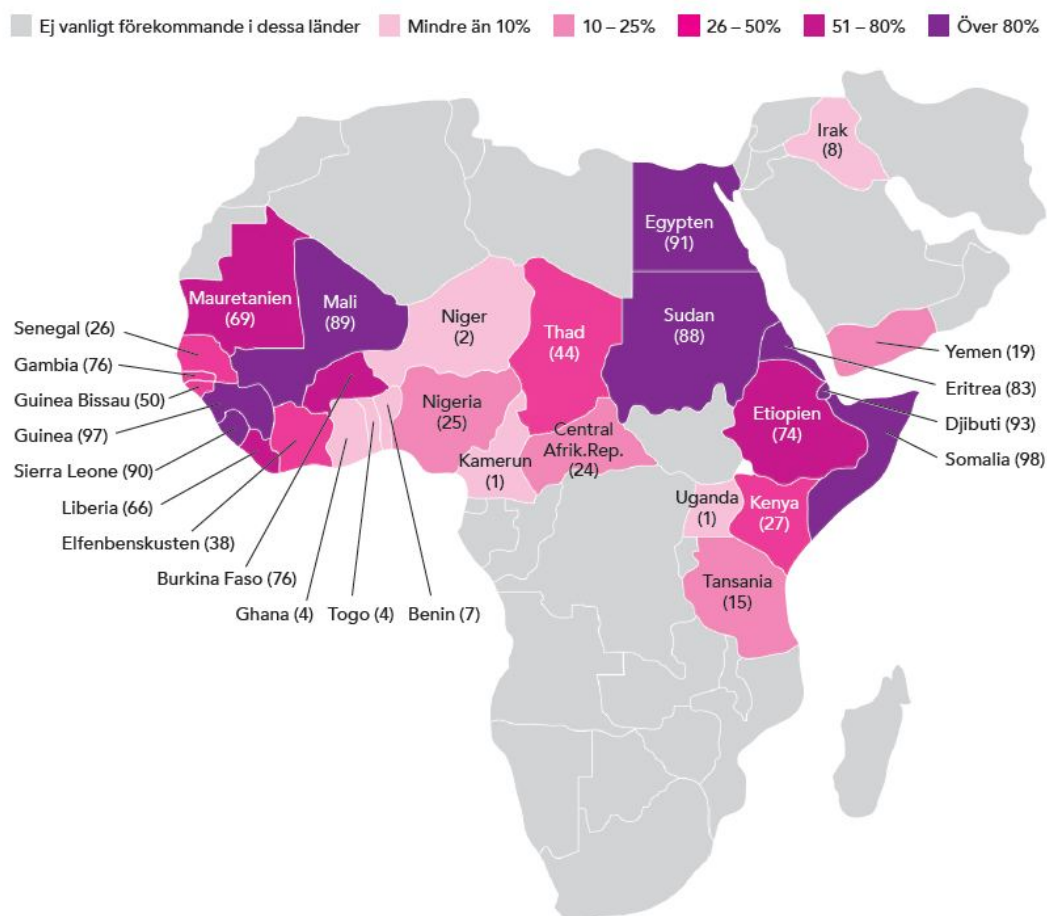 Ej vanligt förekommande i dessa länder
Mindre än 10%
10 – 25%
26 – 50%
51 – 80%
Över 80%
Irak
(8)
Egypten
(91)
Mauretanien
(69)
Mali
(89)
Niger
(2)
Thad
(44)
Sudan
(88)
Senegal (26)
Gambia (76)
Guinea Bissau (50)
Guinea (97)
Sierra Leone (90)
Liberia (66)
Elfenbenskusten (38)
Burkina Faso (76)
Ghana (4)
Togo (4)
Benin (7)
Nigeria
(25)
Kamerun
(1)
Central
Afrik.Rep.
(24)
Etiopien
(74)
Uganda
(1)
Kenya
(27)
Tansania
(15)
Yemen (19)
Eritrea (83)
Djibuti (93)
Somalia (98)